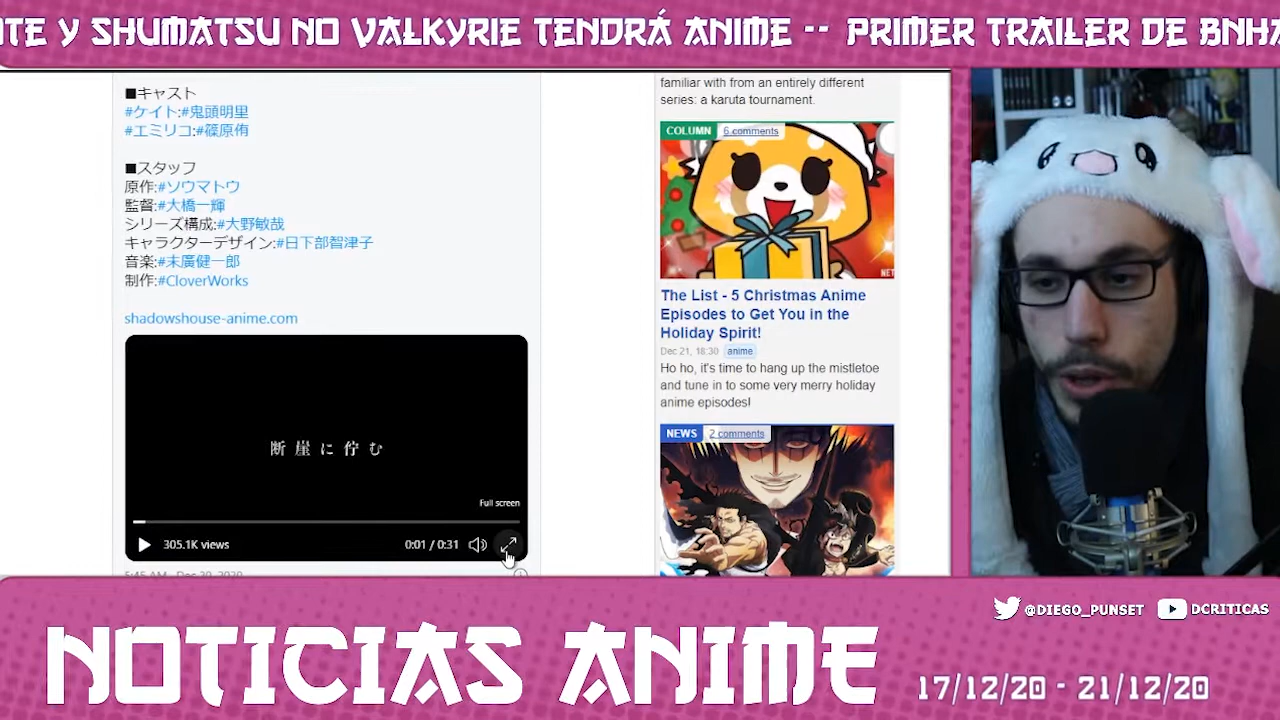 NTE Y SHUMATSU NO VALKYRIE TENDRÁ ANIME -- PRIMER TRAILER DE BNHA
■キャスト
#ケイト:#鬼頭明里
#エミリコ:#篠原侑
■スタッフ
原作:#ソウマトウ
監督:#大橋一輝
シリーズ構成:#大野敏哉
キャラクターデザイン:#日下部智津子
音楽:#末廣健一郎
制作:#CloverWorks
shadowshouse-anime.com
断崖に佇む
Full screen
305.1K views
0:01 / 0:31
5:45 AM · Dec 20, 2020
familiar with from an entirely different
series: a karuta tournament.
COLUMN
6 comments
NET
The List - 5 Christmas Anime
Episodes to Get You in the
Holiday Spirit!
Dec 21, 18:30
anime
Ho ho, it's time to hang up the mistletoe
and tune in to some very merry holiday
anime episodes!
NEWS
2 comments
@DIEGO_PUNSET
DCRITICAS
NOTICIAS ANIME
17/12/20 - 21/12/20